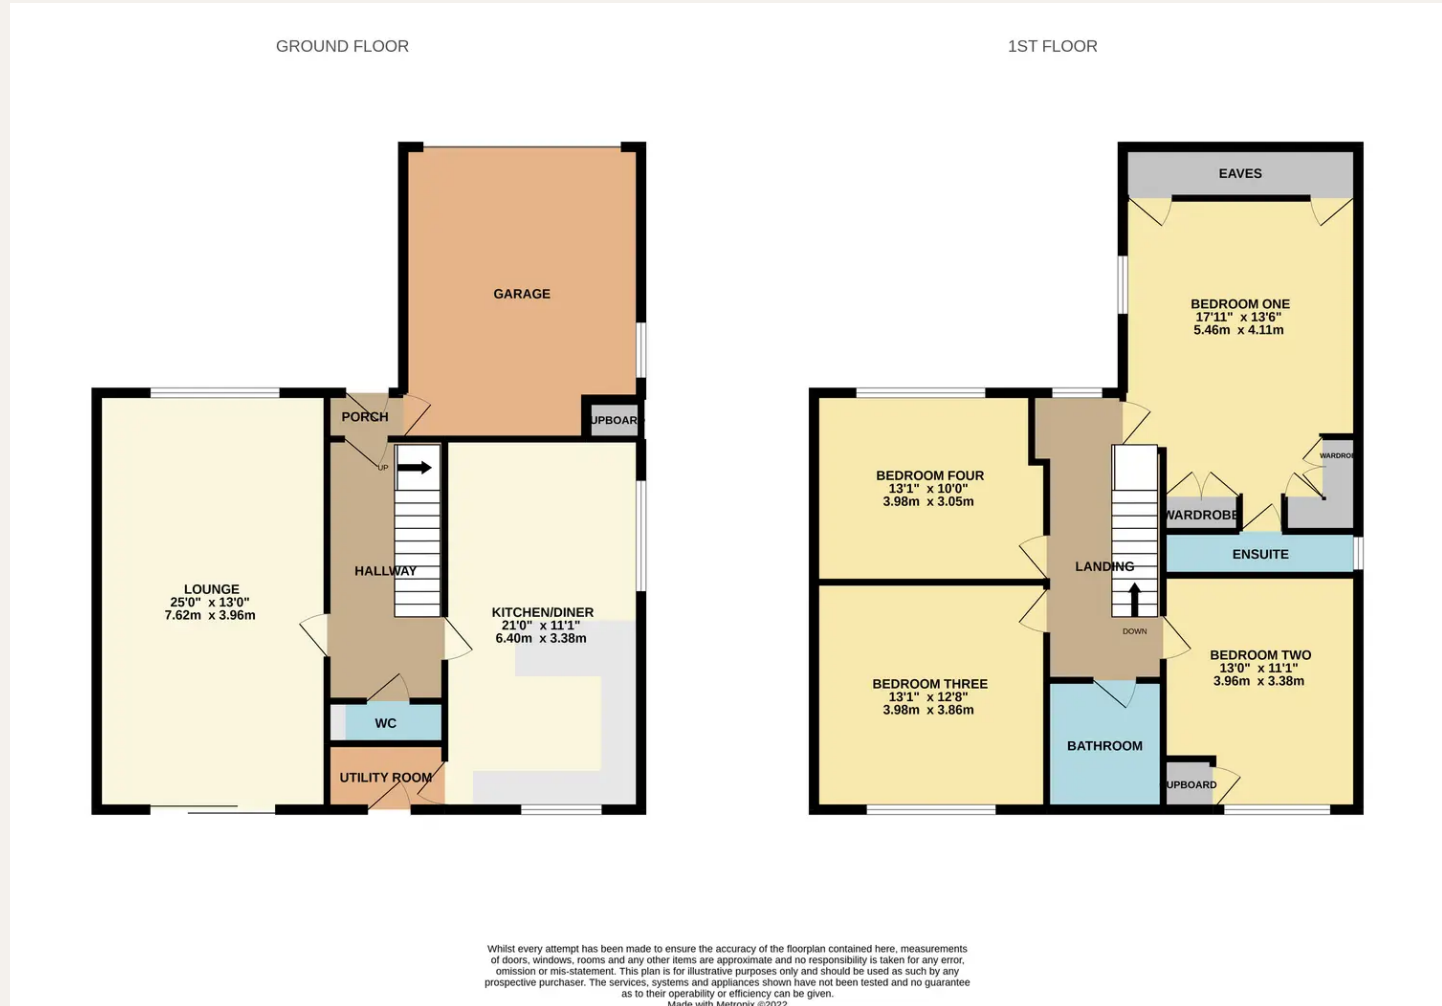 GROUND FLOOR
1ST FLOOR
GARAGE
UPBOAR
PORCH
UP
HALLWAY
LOUNGE
25'0" x 13'0"
7.62m x 3.96m
KITCHEN/DINER
21'0" x 11'1"
6.40m x 3.38m
WC
UTILITY ROOM
EAVES
BEDROOM ONE
17'11" x 13'6"
5.46m x 4.11m
WARDROB
WARDROBE
ENSUITE
BEDROOM FOUR
13'1" x 10'0"
3.98m x 3.05m
LANDING
DOWN
BEDROOM TWO
13'0" x 11'1"
3.96m x 3.38m
BEDROOM THREE
13'1" x 12'8"
3.98m x 3.86m
BATHROOM
UPBOARD
Whilst every attempt has been made to ensure the accuracy of the floorplan contained here, measurements
of doors, windows, rooms and any other items are approximate and no responsibility is taken for any error,
omission or mis-statement. This plan is for illustrative purposes only and should be used as such by any
prospective purchaser. The services, systems and appliances shown have not been tested and no guarantee
as to their operability or efficiency can be given.
Made with Metropix ©2022